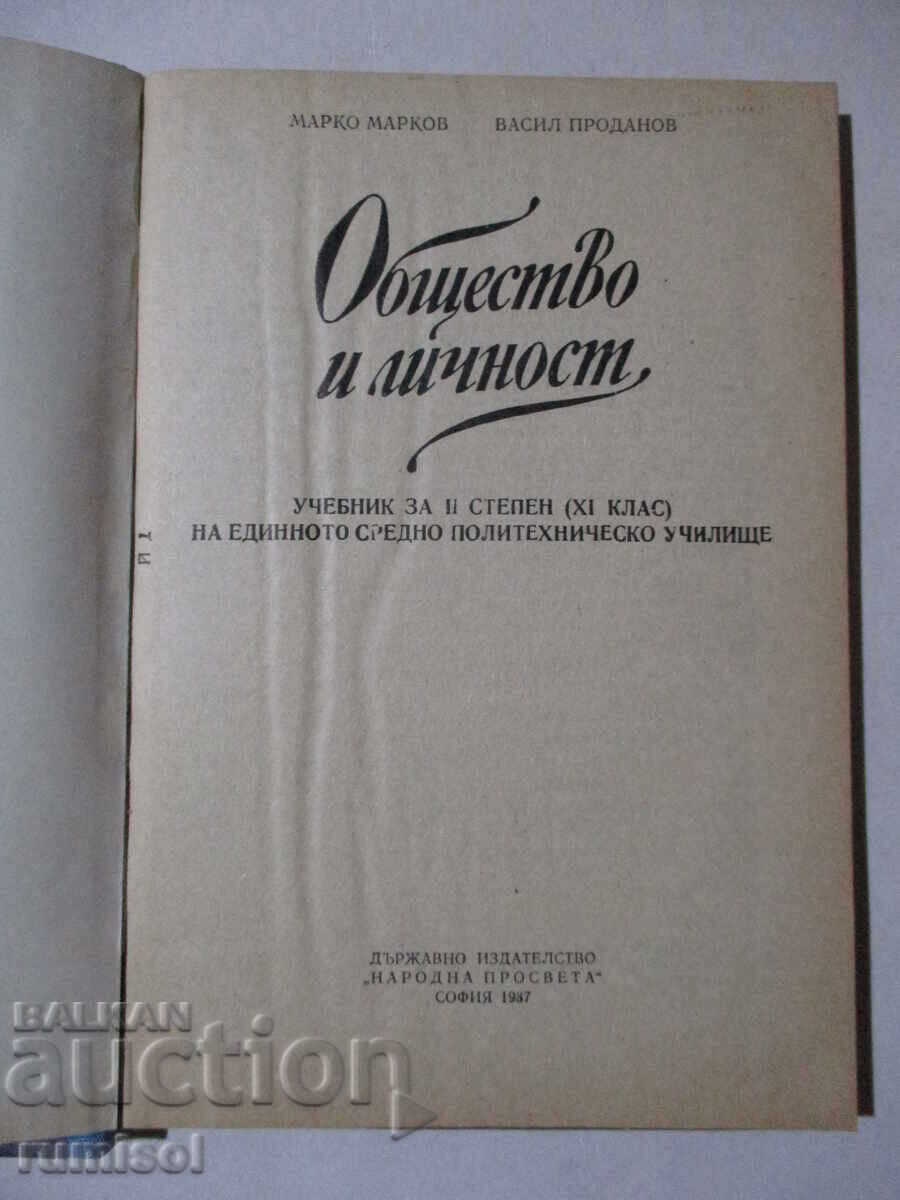 МАРКО МАРКОВ ВАСИЛ ПРОДАНОВ
Общество
и личност
УЧЕБНИК ЗА II СТЕПЕН (XI КЛАС)
НА ЕДИННОТО СРЕДНО ПОЛИТЕХНИЧЕСКО УЧИЛИЩЕ
ДЪРЖАВНО ИЗДАТЕЛСТВО
„НАРОДНА ПРОСВЕТА“
СОФИЯ 1987
BALKAN
auction
rumisol